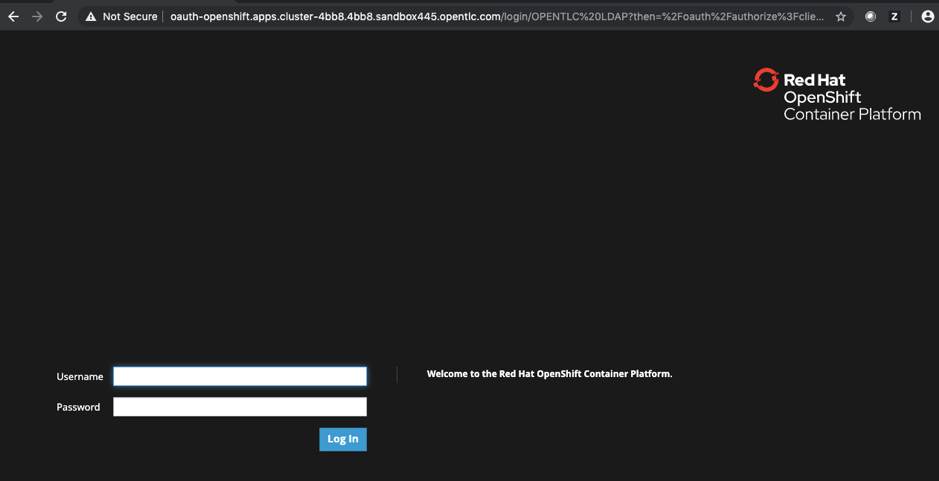 Not Secure oauth-openshift.apps.cluster-4bb8.4bb8.sandbox445.opentlc.com/login/OPENTLC%20LDAP?then=%2Foauth%2Fauthorize%3Fclie...
Z
Red Hat
OpenShift
Container Platform
Username
Welcome to the Red Hat OpenShift Container Platform.
Password
Log In